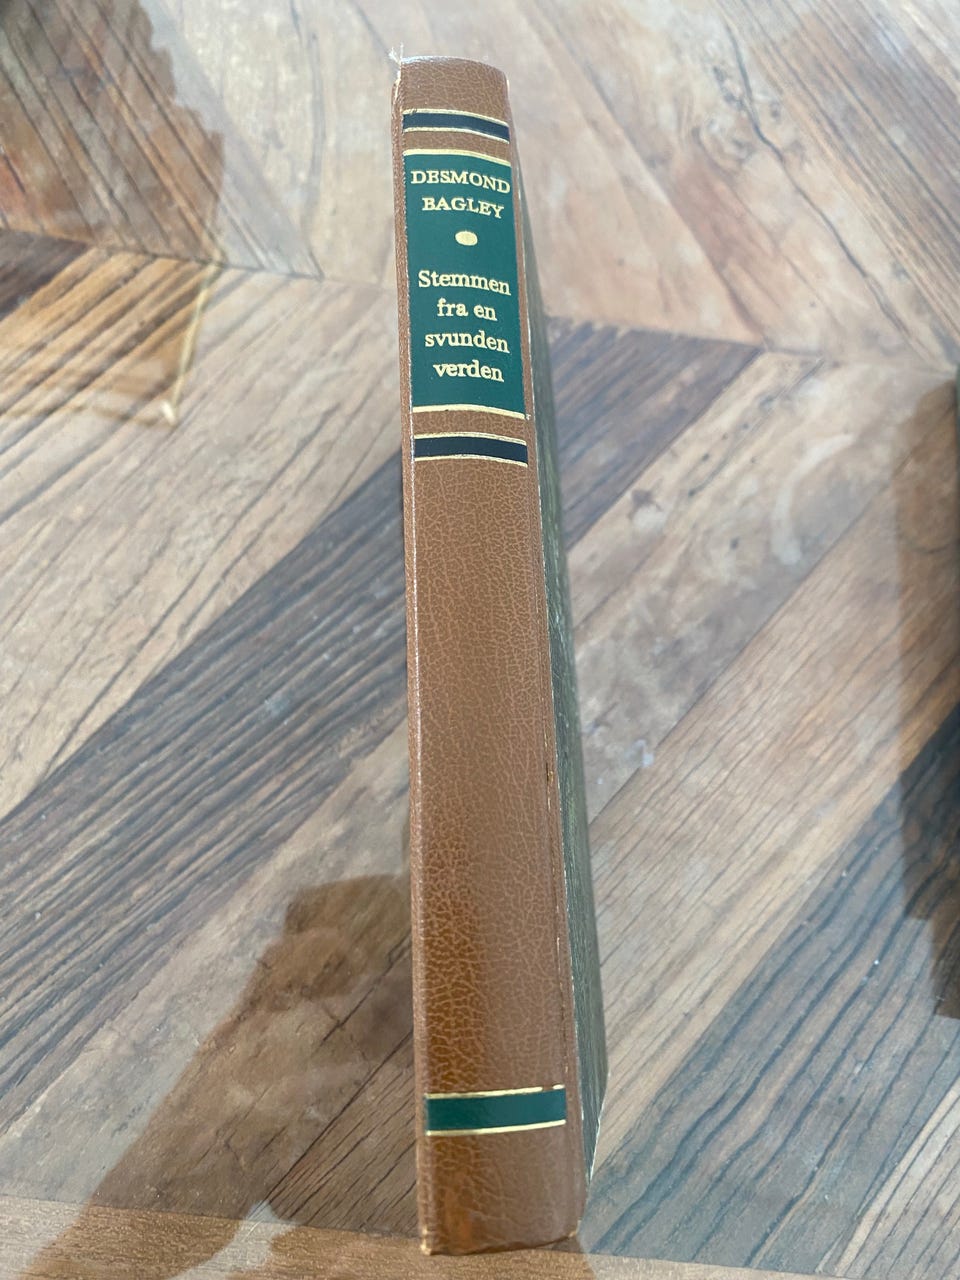 DESMOND
BAGLEY
Stemmen
fra en
svunden
verden